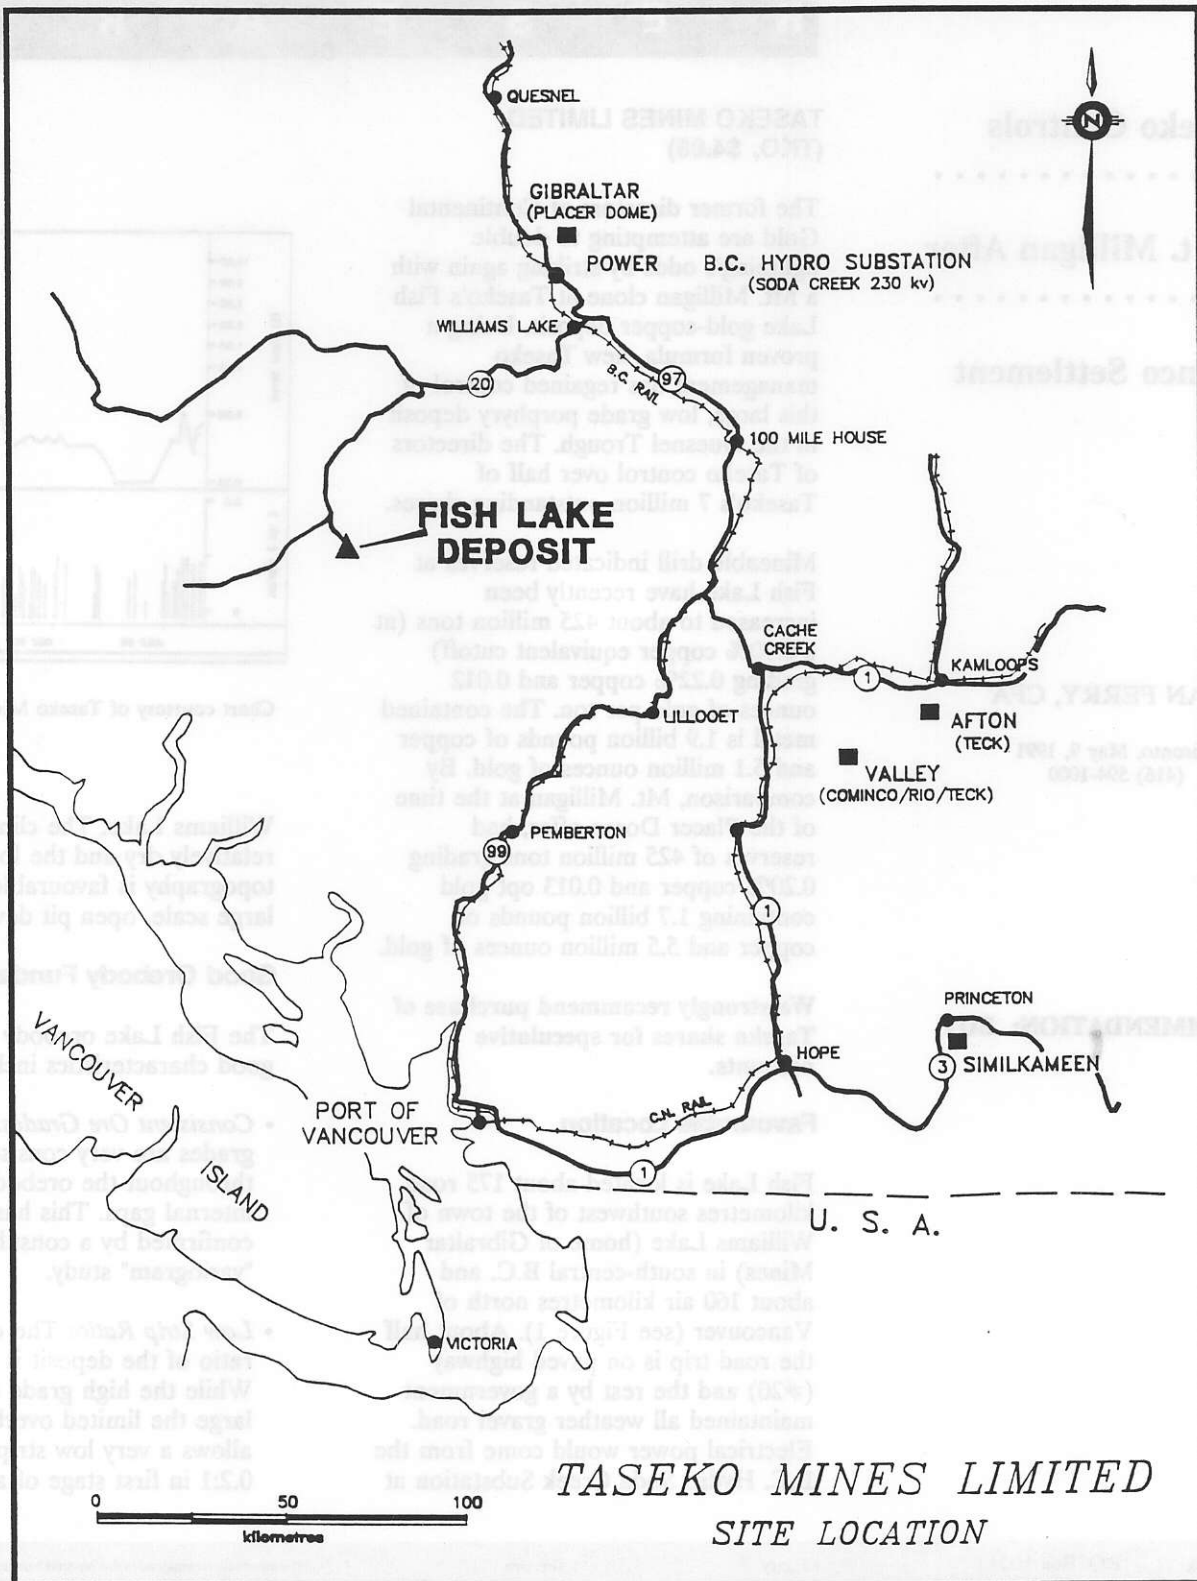 N
QUESNEL
GIBRALTAR
(PLACER DOME)
POWER
B.C. HYDRO SUBSTATION
(SODA CREEK 230 kv)
WILLIAMS LAKE
20
B.C. RAIL
97
100 MILE HOUSE
FISH LAKE
DEPOSIT
CACHE
CREEK
1
KAMLOOPS
LILLOOET
AFTON
(TECK)
VALLEY
(COMINCO/RIO/TECK)
PEMBERTON
99
1
PRINCETON
HOPE
3
SIMILKAMEEN
VANCOUVER
ISLAND
PORT OF
VANCOUVER
C.N. RAIL
1
U. S. A.
VICTORIA
0 50 100
kilometres
TASEKO MINES LIMITED
SITE LOCATION